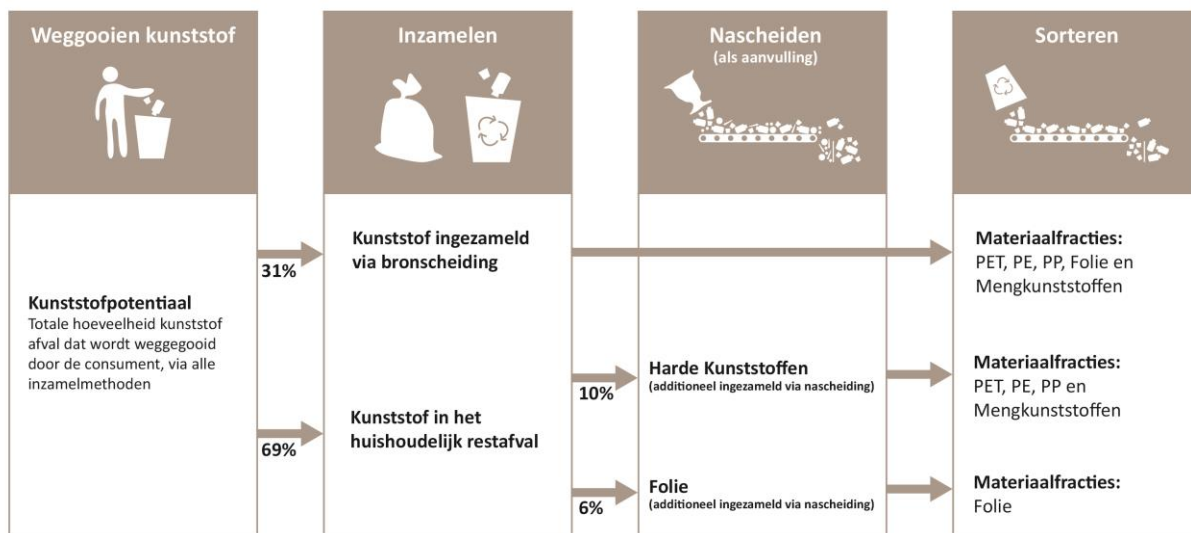 Weggooien kunststof
Inzamelen
Nascheiden
(als aanvulling)
Sorteren
Kunststofpotentiaal
Totale hoeveelheid kunststof
afval dat wordt weggegooid
door de consument, via alle
inzamelmethoden
31%
69%
Kunststof ingezameld
via bronscheiding
Kunststof in het
huishoudelijk restafval
10%
6%
Harde Kunststoffen
(additioneel ingezameld via nascheiding)
Folie
(additioneel ingezameld via nascheiding)
Materiaalfracties:
PET, PE, PP, Folie en
Mengkunststoffen
Materiaalfracties:
PET, PE, PP en
Mengkunststoffen
Materiaalfracties:
Folie